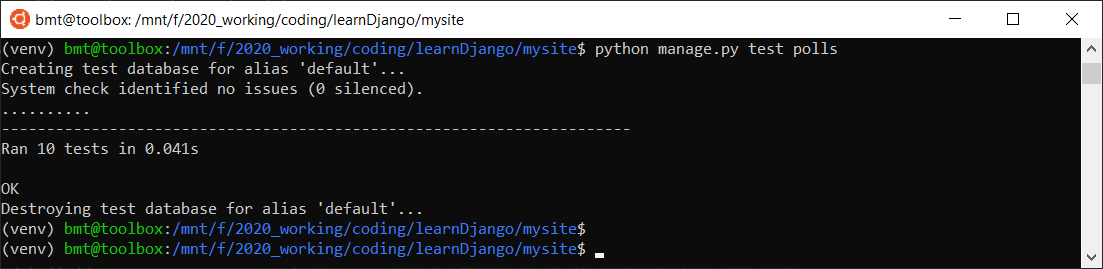 bmt@toolbox: /mnt/f/2020_working/coding/learnDjango/mysite
(venv) bmt@toolbox:/mnt/f/2020_working/coding/learnDjango/mysite$ python manage.py test polls
Creating test database for alias 'default'...
System check identified no issues (0 silenced).
..........
----------------------------------------------------------------------
Ran 10 tests in 0.041s
OK
Destroying test database for alias 'default'...
(venv) bmt@toolbox:/mnt/f/2020_working/coding/learnDjango/mysite$
(venv) bmt@toolbox:/mnt/f/2020_working/coding/learnDjango/mysite$